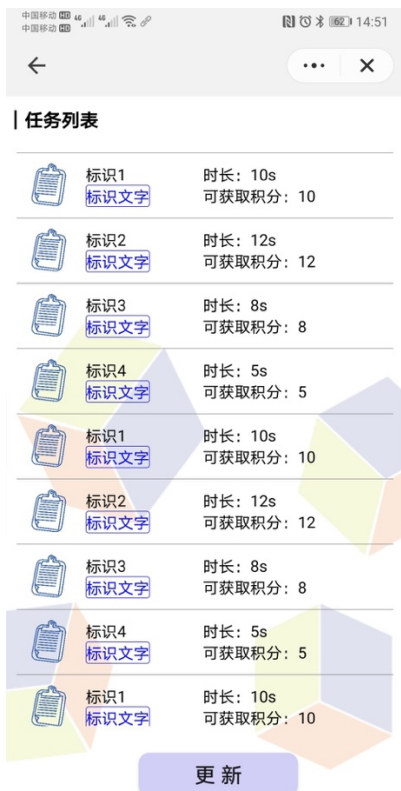 中国移动 HD 46 46 62 14:51
中国移动 HD
任务列表
标识1 时长：10s
标识文字 可获取积分：10
标识2 时长：12s
标识文字 可获取积分：12
标识3 时长：8s
标识文字 可获取积分：8
标识4 时长：5s
标识文字 可获取积分：5
标识1 时长：10s
标识文字 可获取积分：10
标识2 时长：12s
标识文字 可获取积分：12
标识3 时长：8s
标识文字 可获取积分：8
标识4 时长：5s
标识文字 可获取积分：5
标识1 时长：10s
标识文字 可获取积分：10
更新